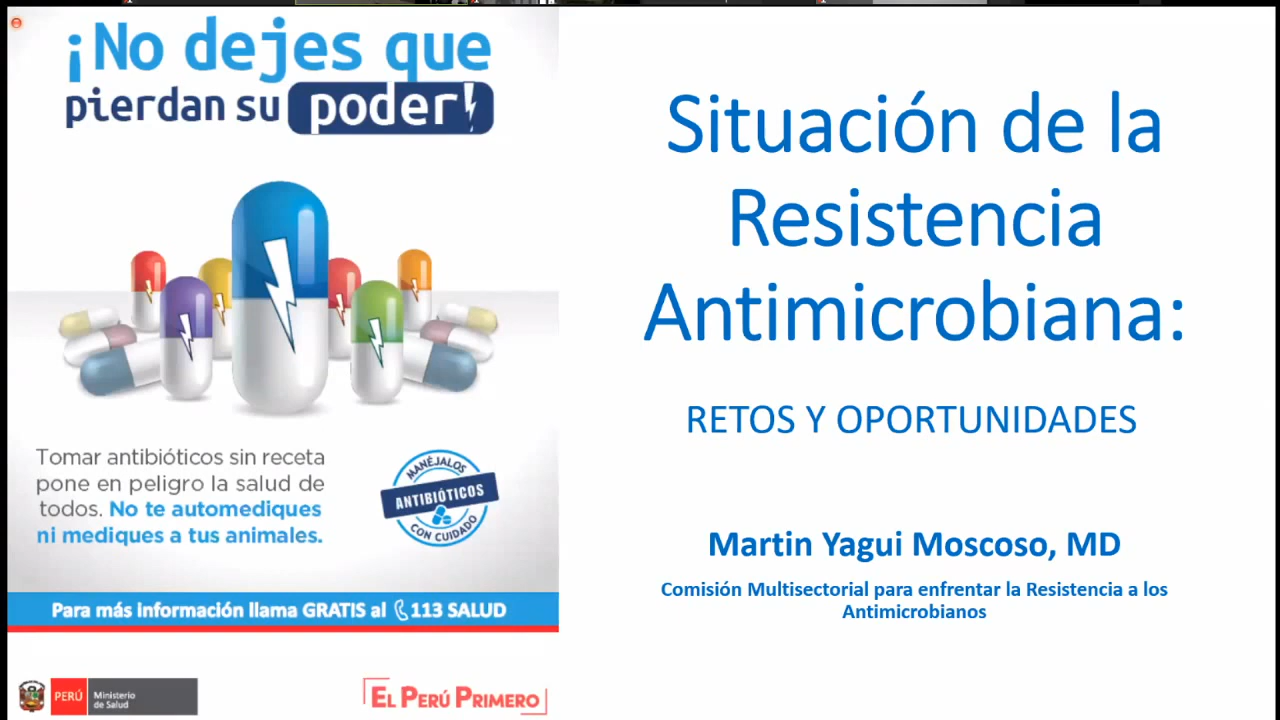 ¡No dejes que
pierdan su poder!
Tomar antibióticos sin receta
pone en peligro la salud de
todos. No te automediques
ni mediques a tus animales.
MANÉJALOS
ANTIBIÓTICOS
CON CUIDADO
Para más información llama GRATIS al 113 SALUD
PERÚ
Ministerio
de Salud
EL PERÚ PRIMERO
Situación de la
Resistencia
Antimicrobiana:
RETOS Y OPORTUNIDADES
Martin Yagui Moscoso, MD
Comisión Multisectorial para enfrentar la Resistencia a los
Antimicrobianos